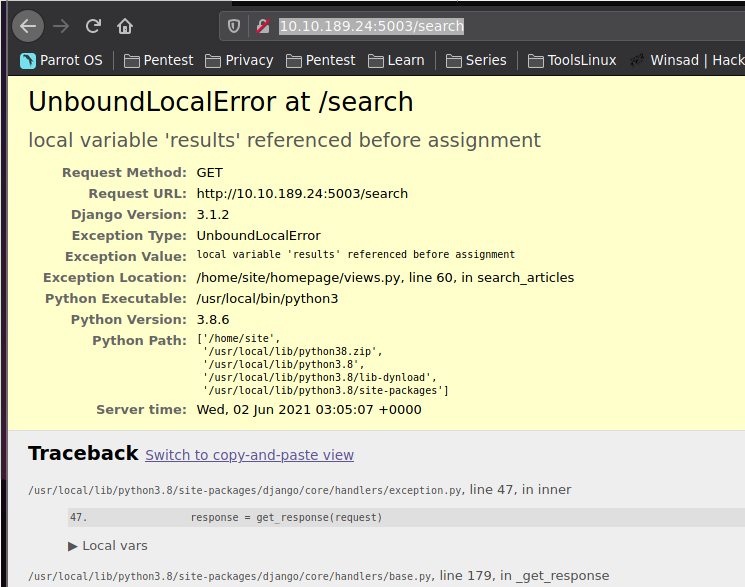 10.10.189.24:5003/search
Parrot OS Pentest Privacy Pentest Learn Series ToolsLinux Winsad | Hack
UnboundLocalError at /search
local variable 'results' referenced before assignment
Request Method: GET
Request URL: http://10.10.189.24:5003/search
Django Version: 3.1.2
Exception Type: UnboundLocalError
Exception Value: local variable 'results' referenced before assignment
Exception Location: /home/site/homepage/views.py, line 60, in search_articles
Python Executable: /usr/local/bin/python3
Python Version: 3.8.6
Python Path: ['/home/site',
'/usr/local/lib/python38.zip',
'/usr/local/lib/python3.8',
'/usr/local/lib/python3.8/lib-dynload',
'/usr/local/lib/python3.8/site-packages']
Server time: Wed, 02 Jun 2021 03:05:07 +0000
Traceback Switch to copy-and-paste view
/usr/local/lib/python3.8/site-packages/django/core/handlers/exception.py, line 47, in inner
47. response = get_response(request)
▶ Local vars
/usr/local/lib/python3.8/site-packages/django/core/handlers/base.py, line 179, in _get_response